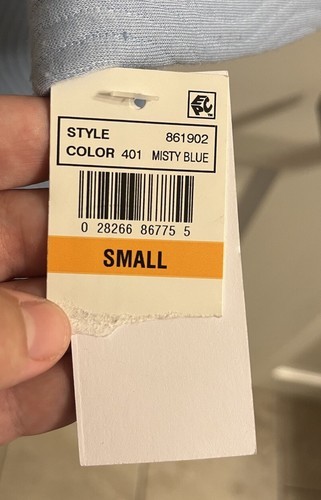 STYLE 861902
COLOR 401 MISTY BLUE
0 28266 86775 5
SMALL